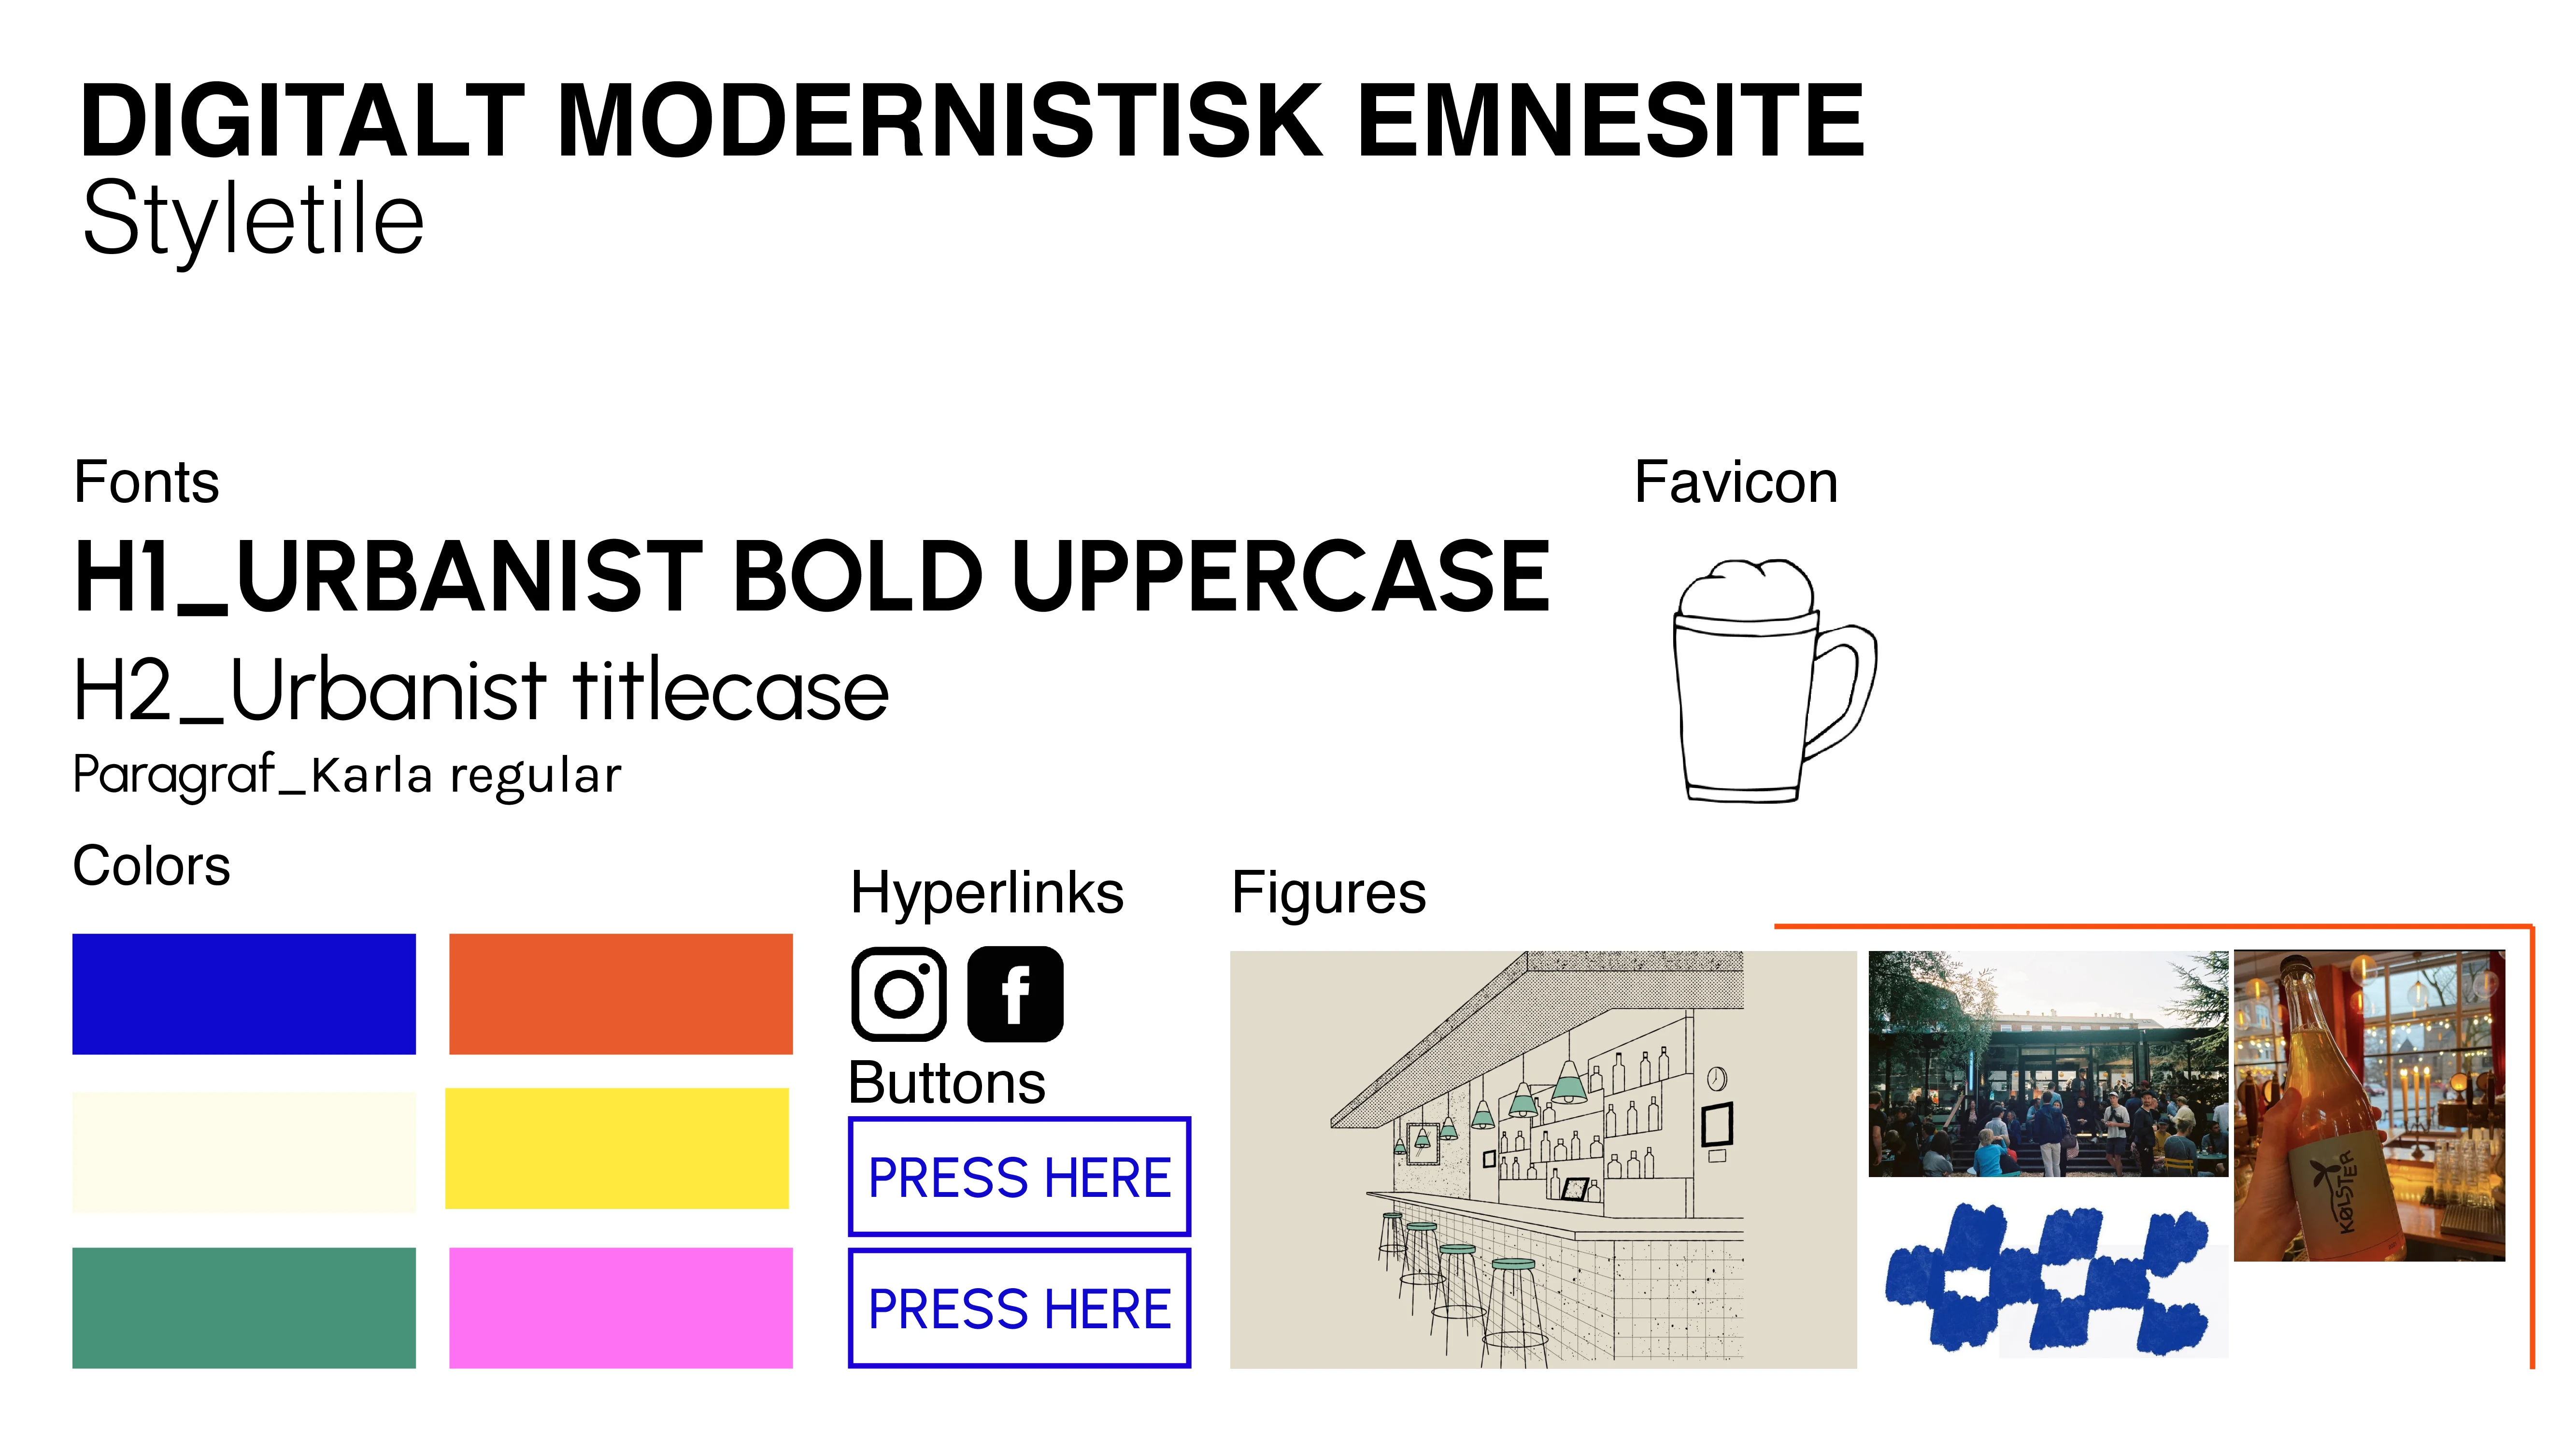 DIGITALT MODERNISTISK EMNESITE
Styletile
Fonts
H1_URBANIST BOLD UPPERCASE
H2_Urbanist titlecase
Paragraf_Karla regular
Favicon
Colors
Hyperlinks
Buttons
PRESS HERE
PRESS HERE
Figures
KØLSTER